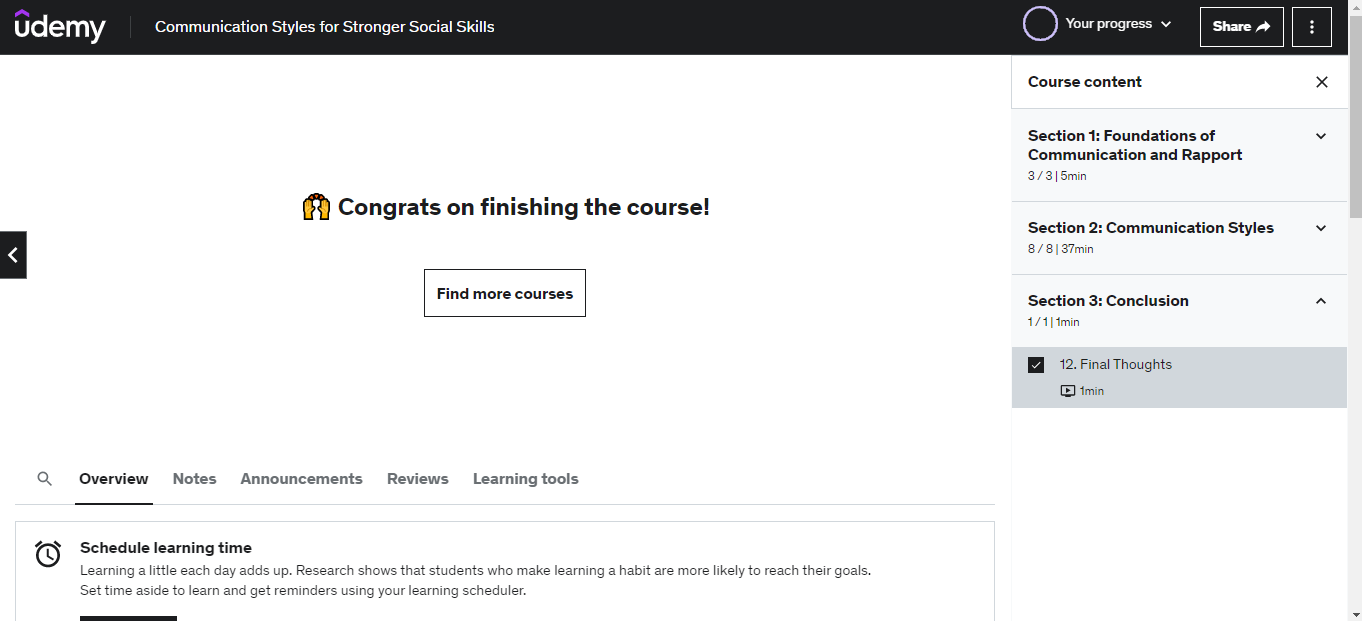 udemy
Communication Styles for Stronger Social Skills
Your progress
Share
Course content
Section 1: Foundations of
Communication and Rapport
3 / 3 | 5min
Section 2: Communication Styles
8 / 8 | 37min
Section 3: Conclusion
1 / 1 | 1min
12. Final Thoughts
1min
Congrats on finishing the course!
Find more courses
Overview
Notes
Announcements
Reviews
Learning tools
Schedule learning time
Learning a little each day adds up. Research shows that students who make learning a habit are more likely to reach their goals.
Set time aside to learn and get reminders using your learning scheduler.